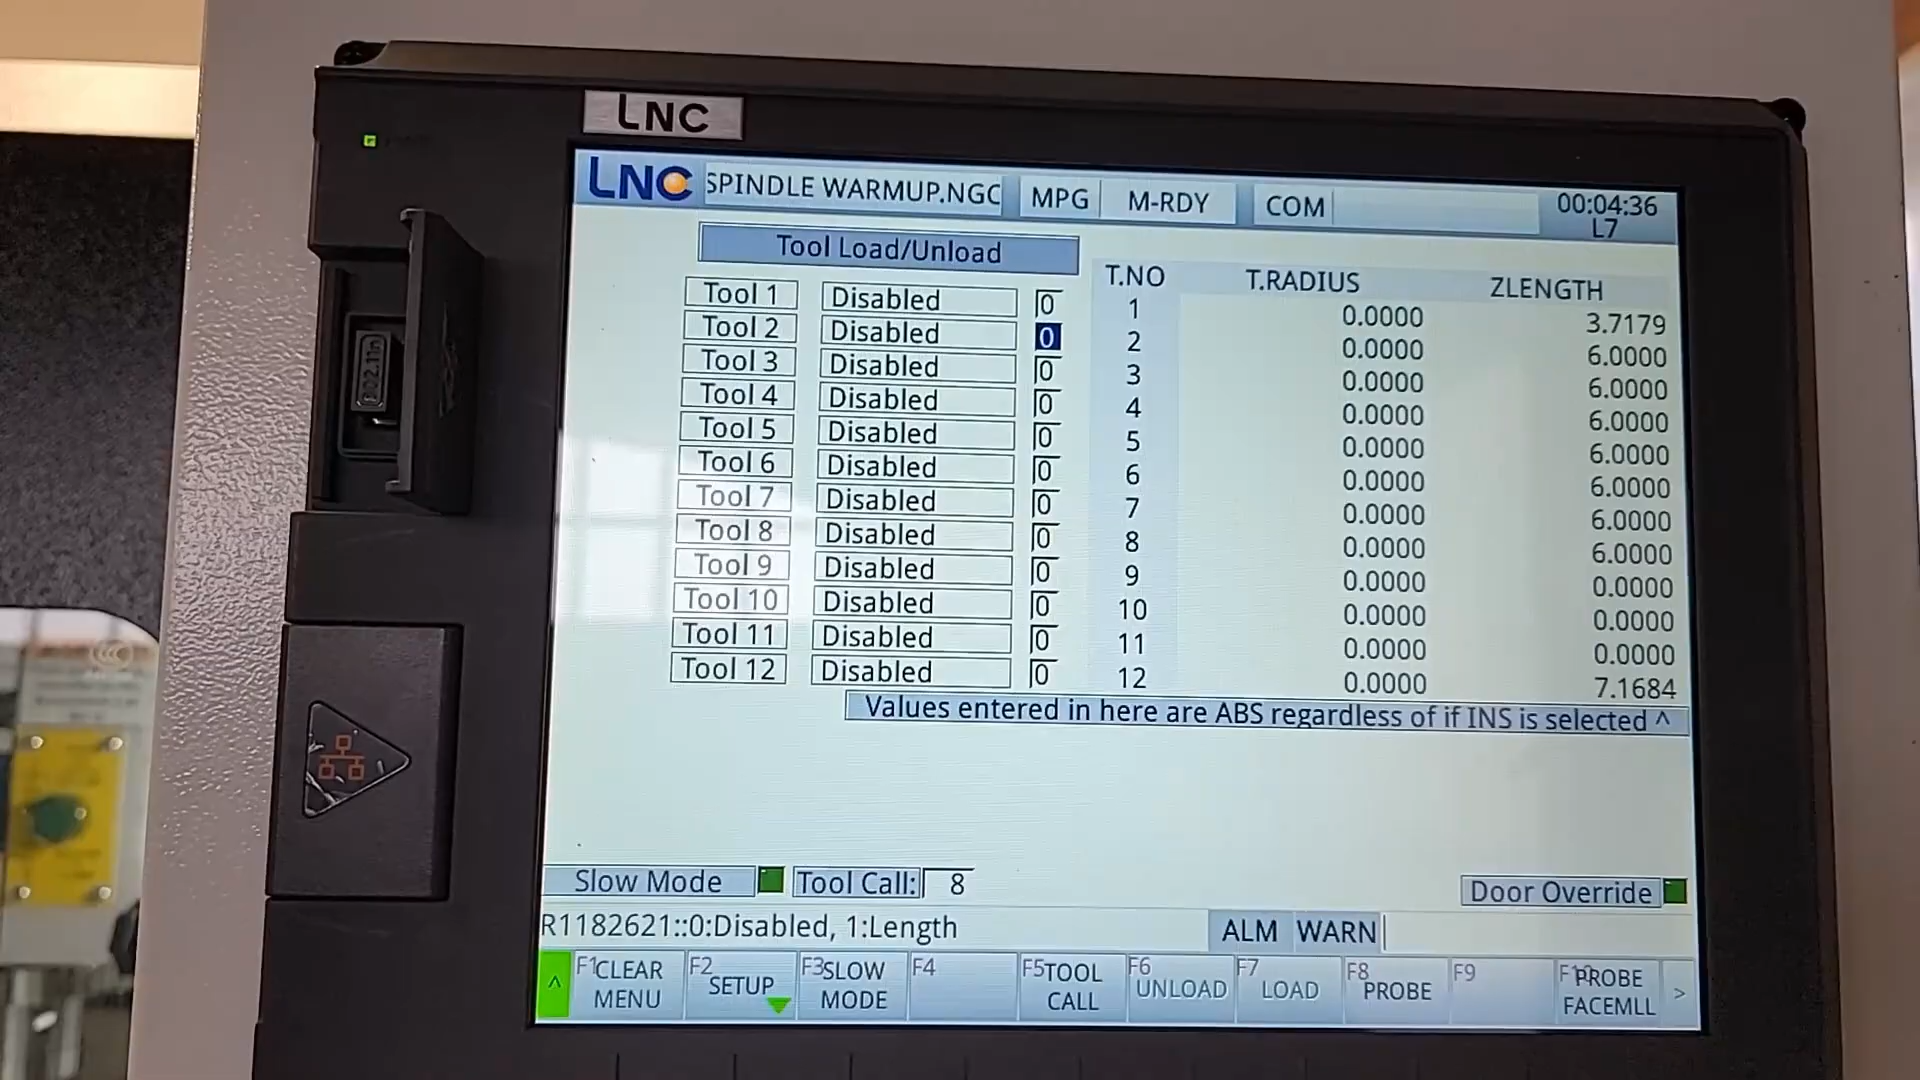 LNC
LNC SPINDLE WARMUP.NGC MPG M-RDY COM 00:04:36
L7
Tool Load/Unload
T.NO T.RADIUS ZLENGTH
Tool 1 Disabled 0 1 0.0000 3.7179
Tool 2 Disabled 0 2 0.0000 6.0000
Tool 3 Disabled 0 3 0.0000 6.0000
Tool 4 Disabled 0 4 0.0000 6.0000
Tool 5 Disabled 0 5 0.0000 6.0000
Tool 6 Disabled 0 6 0.0000 6.0000
Tool 7 Disabled 0 7 0.0000 6.0000
Tool 8 Disabled 0 8 0.0000 6.0000
Tool 9 Disabled 0 9 0.0000 0.0000
Tool 10 Disabled 0 10 0.0000 0.0000
Tool 11 Disabled 0 11 0.0000 0.0000
Tool 12 Disabled 0 12 0.0000 7.1684
Values entered in here are ABS regardless of if INS is selected ^
Slow Mode Tool Call: 8 Door Override
R1182621::0:Disabled, 1:Length ALM WARN
^ F1 CLEAR MENU F2 SETUP F3 SLOW MODE F4 F5 TOOL CALL F6 UNLOAD F7 LOAD F8 PROBE F9 PROBE FACEMLL >
802.11n